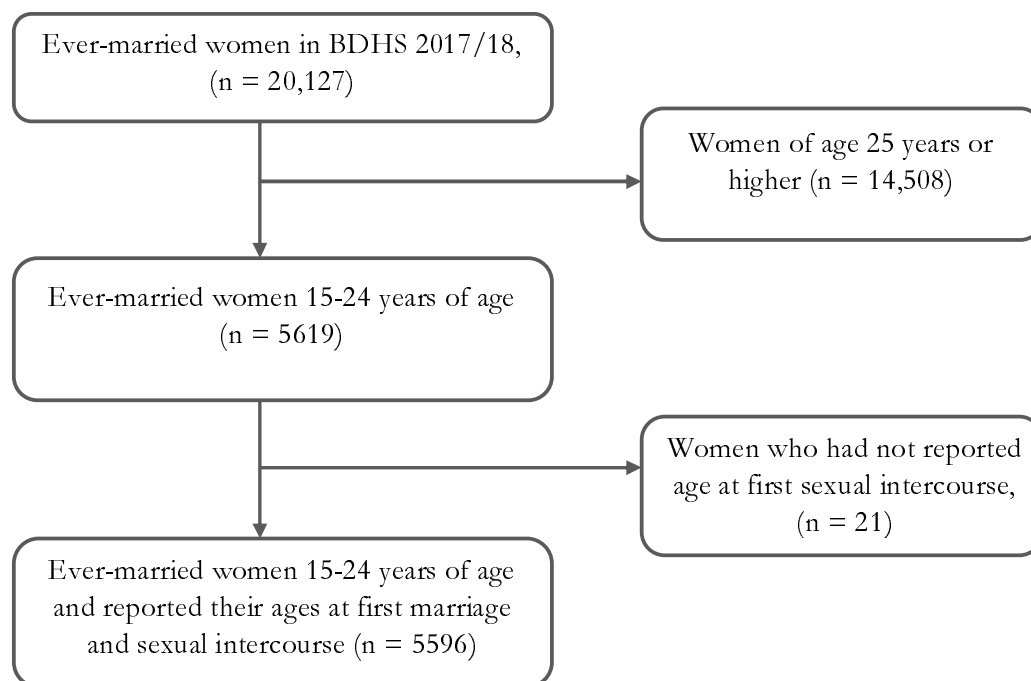 Ever-married women in BDHS 2017/18,
(n = 20,127)
Women of age 25 years or
higher (n = 14,508)
Ever-married women 15-24 years of age
(n = 5619)
Women who had not reported
age at first sexual intercourse,
(n = 21)
Ever-married women 15-24 years of age
and reported their ages at first marriage
and sexual intercourse (n = 5596)